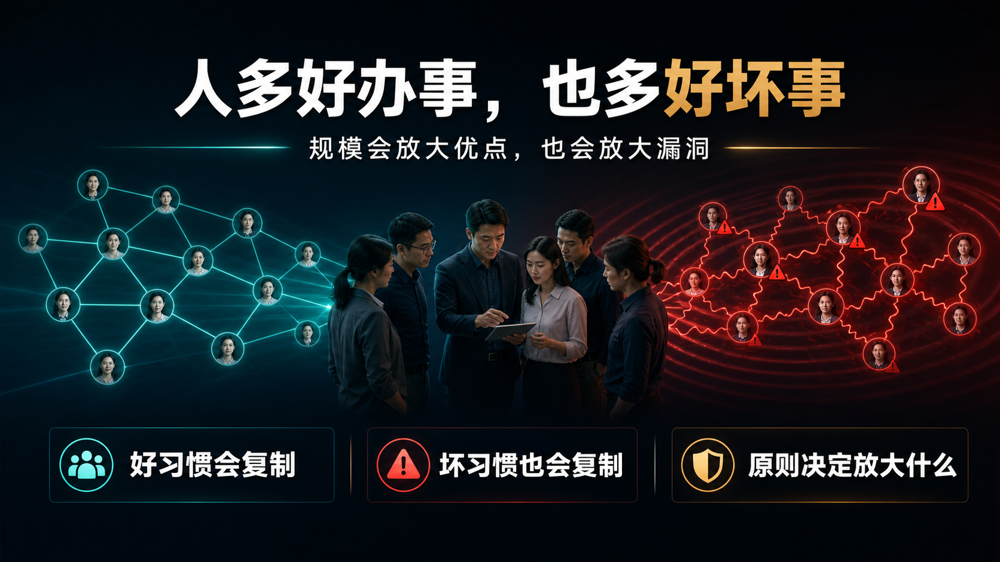 人多好办事，也多好坏事
规模会放大优点，也会放大漏洞
好习惯会复制
坏习惯也会复制
原则决定放大什么